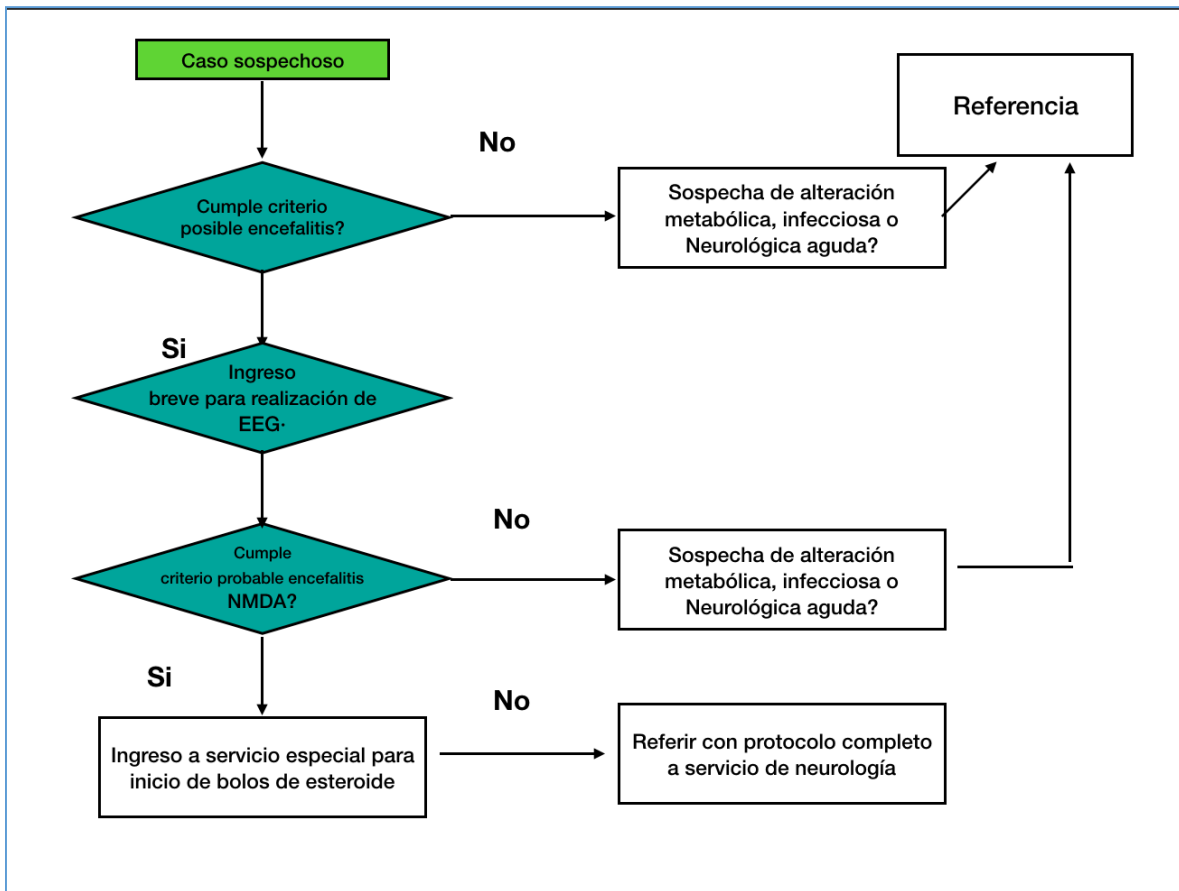 Caso sospechoso
Referencia
No
Cumple criterio
posible encefalitis?
Sospecha de alteración
metabólica, infecciosa o
Neurológica aguda?
Si
Ingreso
breve para realización de
EEG·
No
Cumple
criterio probable encefalitis
NMDA?
Sospecha de alteración
metabólica, infecciosa o
Neurológica aguda?
Si
No
Ingreso a servicio especial para
inicio de bolos de esteroide
Referir con protocolo completo
a servicio de neurología